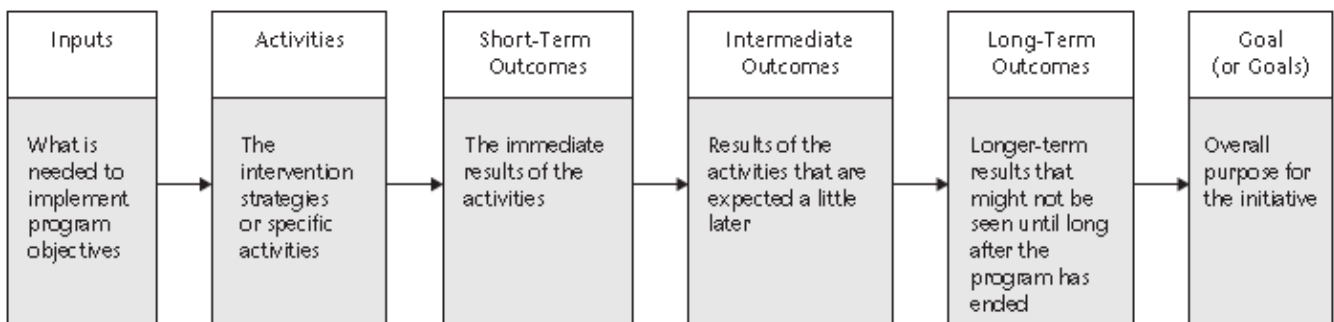 Inputs
What is
needed to
implement
program
objectives
Activities
The
intervention
strategies
or specific
activities
Short-Term
Outcomes
The immediate
results of the
activities
Intermediate
Outcomes
Results of the
activities that are
expected a little
later
Long-Term
Outcomes
Longer-term
results that
might not be
seen until long
after the
program has
ended
Goal
(or Goals)
Overall
purpose for
the initiative